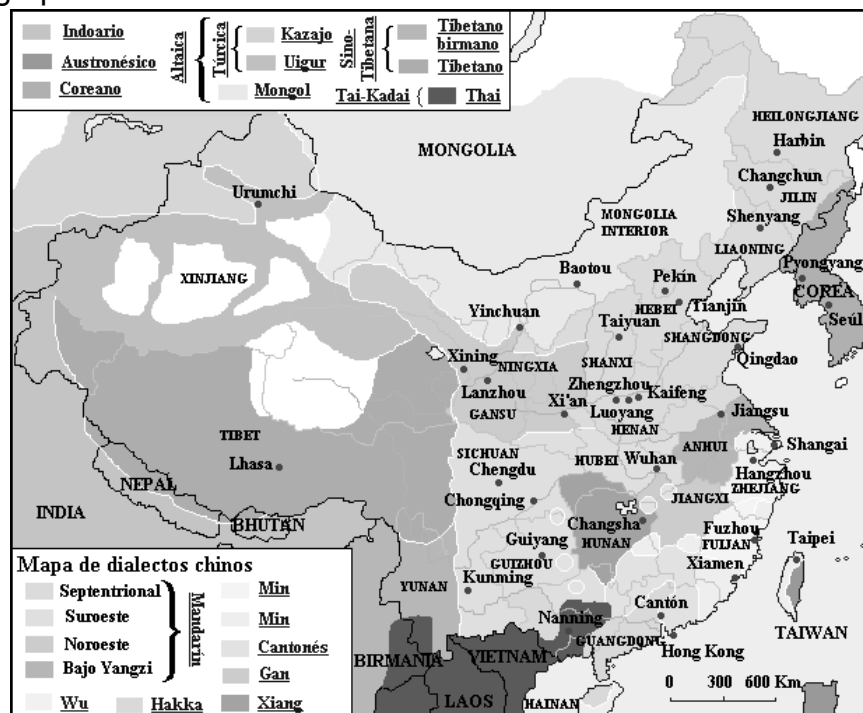 Indoario
Austronésico
Coreano
Altaica
Túrcica
Kazajo
Uigur
Mongol
Sino-
Tibetana
Tibetano
birmano
Tibetano
Tai-Kadai { Thai
HEILONGJIANG
Harbin
MONGOLIA
Changchun
JILIN
Urumchi
MONGOLIA
INTERIOR
Shenyang
LIAONING
XINJIANG
Baotou
Pekín
Pyongyang
COREA
HEBEI
Tianjin
Seúl
Yinchuan
Taiyuan
SHANGDONG
Xining
NINGXIA
SHANXI
Qingdao
Lanzhou
Zhengzhou
Kaifeng
GANSU
Xi'an
Luoyang
Jiangsu
HENAN
TIBET
SICHUAN
ANHUI
Shangai
Lhasa
Chengdu
HUBEI
Wuhan
Hangzhou
NEPAL
ZHEJIANG
Chongqing
JIANGXI
INDIA
BHUTAN
Changsha
Fuzhou
Guiyang
HUNAN
FUIJAN
Taipei
GUIZHOU
Xiamen
YUNAN
Kunming
Cantón
Nanning
GUANGDONG
TAIWAN
BIRMANIA
VIETNAM
Hong Kong
LAOS
HAINAN
0 300 600 Km
Mapa de dialectos chinos
Septentrional
Suroeste
Noroeste
Bajo Yangzi
Mandarín
Min
Min
Cantonés
Gan
Wu
Hakka
Xiang